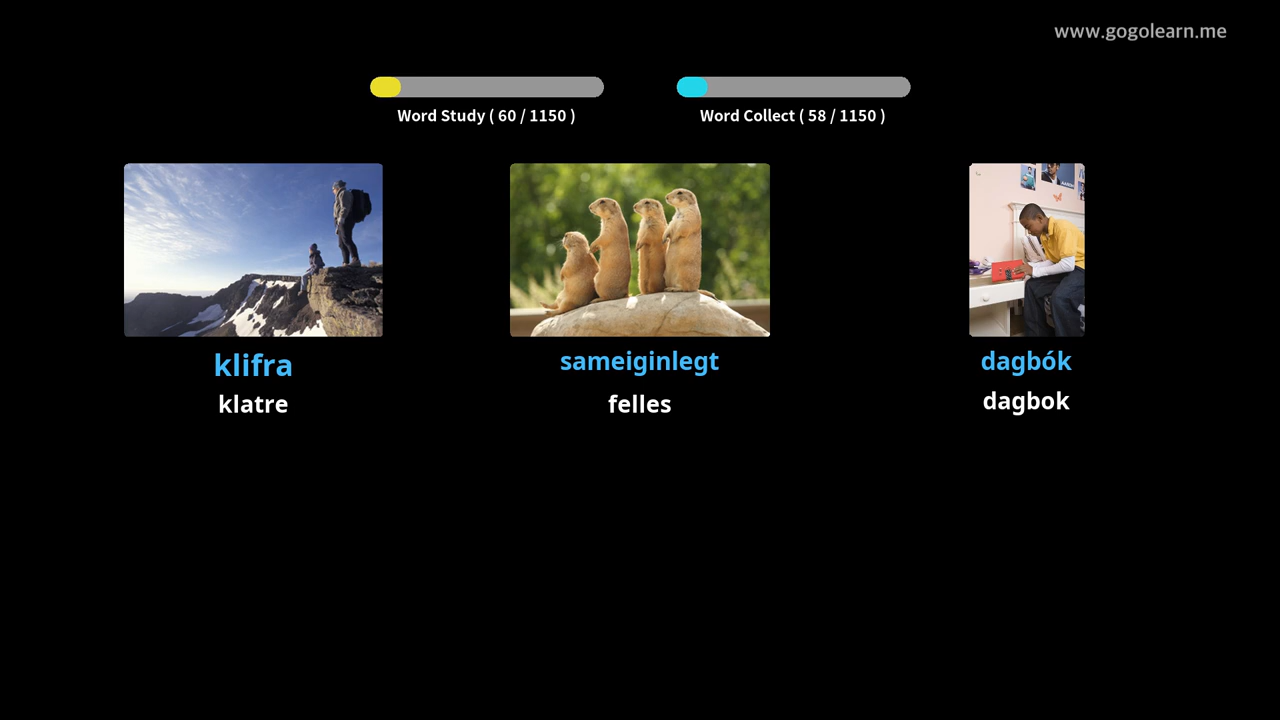 www.gogolearn.me
Word Study ( 60 / 1150 )
Word Collect ( 58 / 1150 )
klifra
klatre
sameiginlegt
felles
dagbók
dagbok